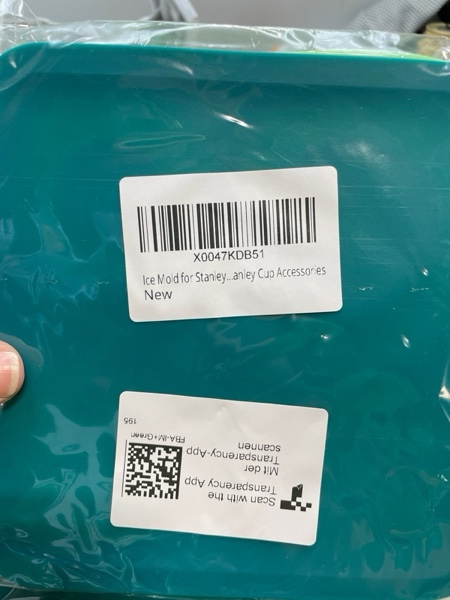 X0047KDB51
Ice Mold for Stanley...anley Cup Accessories
New
Scan with the
Transparency App
Mit der
Transparency-App
scannen
FBA-IM+Green
195